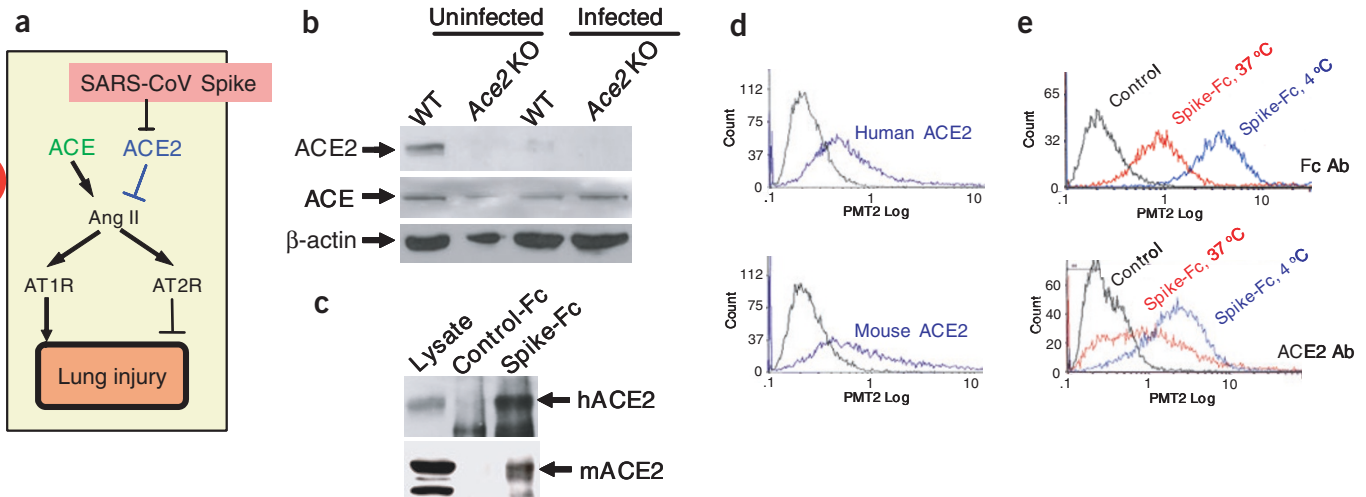 a
SARS-CoV Spike
ACE ACE2
Ang II
AT1R AT2R
Lung injury
b
Uninfected Infected
WT Ace2 KO WT Ace2 KO
ACE2
ACE
β-actin
c
Lysate Control-Fc Spike-Fc
hACE2
mACE2
d
112
75
37
0
Count
Human ACE2
.1 1 10
PMT2 Log
112
75
37
0
Count
Mouse ACE2
.1 1 10
PMT2 Log
e
65
32
0
Count
Control
Spike-Fc, 37 ºC
Spike-Fc, 4 ºC
Fc Ab
.1 1 10
PMT2 Log
60
40
20
0
Count
Control
Spike-Fc, 37 ºC
Spike-Fc, 4 ºC
ACE2 Ab
.1 1 10
PMT2 Log